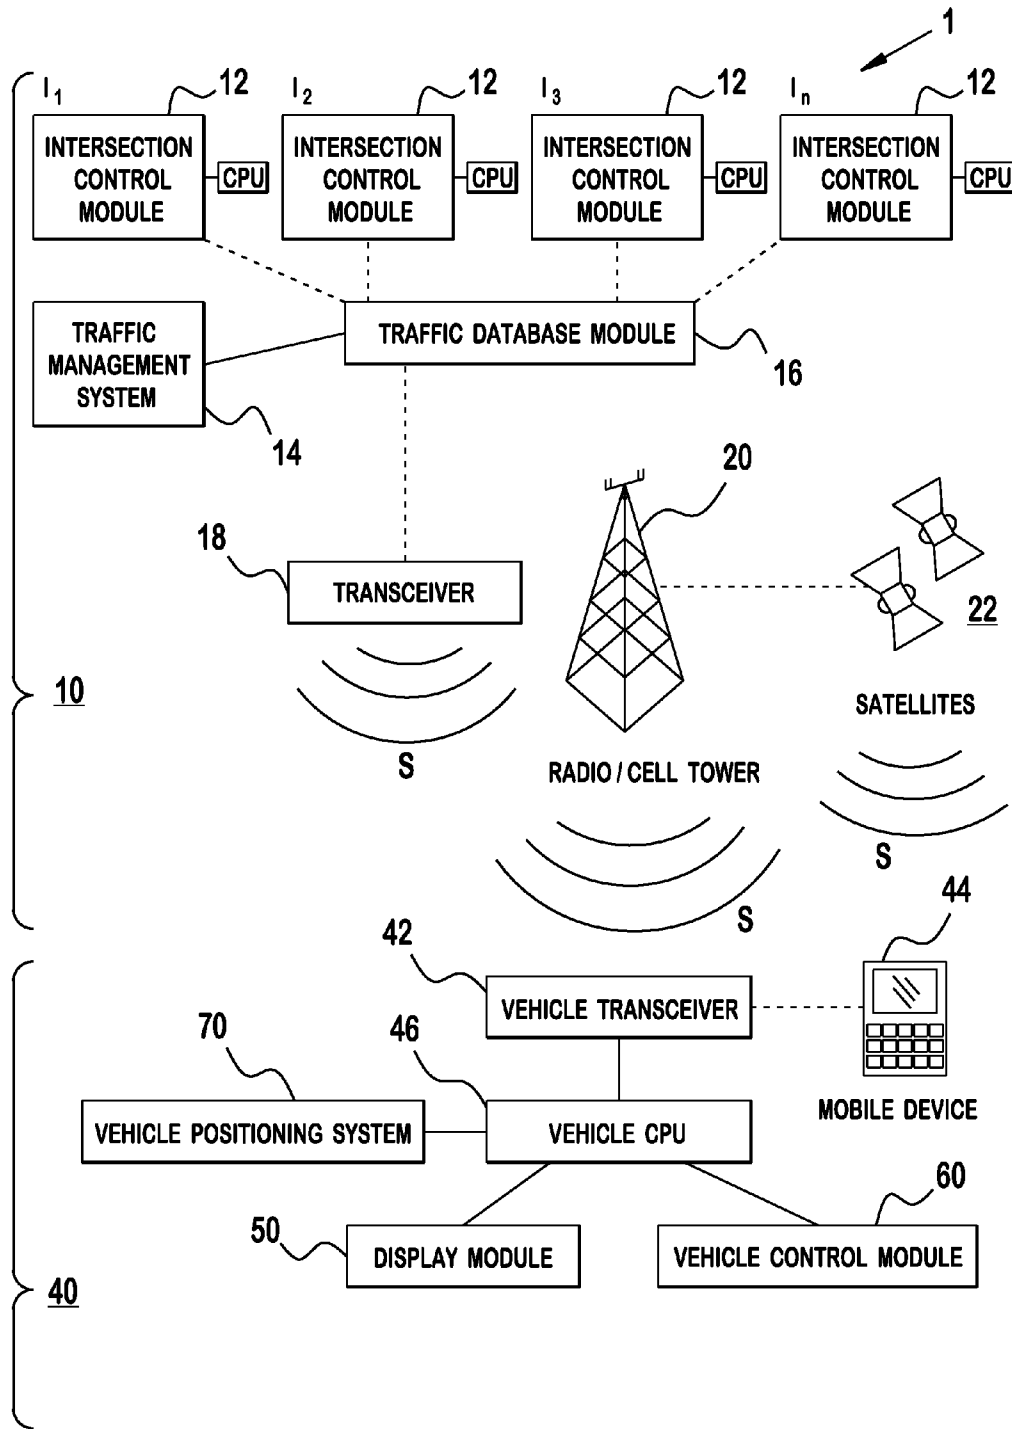 1
I1 12 I2 12 I3 12 In 12
INTERSECTION CONTROL MODULE CPU
INTERSECTION CONTROL MODULE CPU
INTERSECTION CONTROL MODULE CPU
INTERSECTION CONTROL MODULE CPU
TRAFFIC
MANAGEMENT
SYSTEM
14
TRAFFIC DATABASE MODULE
16
20
18
TRANSCEIVER
22
10
SATELLITES
S
RADIO / CELL TOWER
S
S
44
42
VEHICLE TRANSCEIVER
70
46
MOBILE DEVICE
VEHICLE POSITIONING SYSTEM
VEHICLE CPU
60
50
DISPLAY MODULE
VEHICLE CONTROL MODULE
40